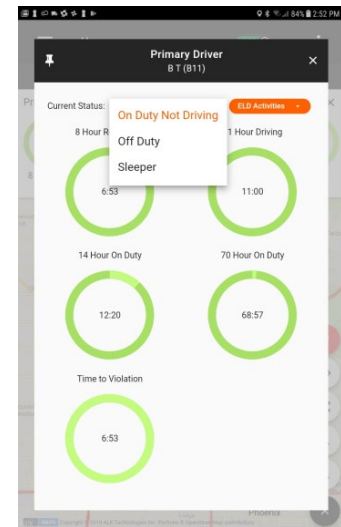 84% 2:52 PM
Primary Driver
B T (B11)
Current Status:
On Duty Not Driving
Off Duty
Sleeper
ELD Activities
8 Hour R
1 Hour Driving
6:53
11:00
14 Hour On Duty
70 Hour On Duty
12:20
68:57
Time to Violation
6:53
Phoenix